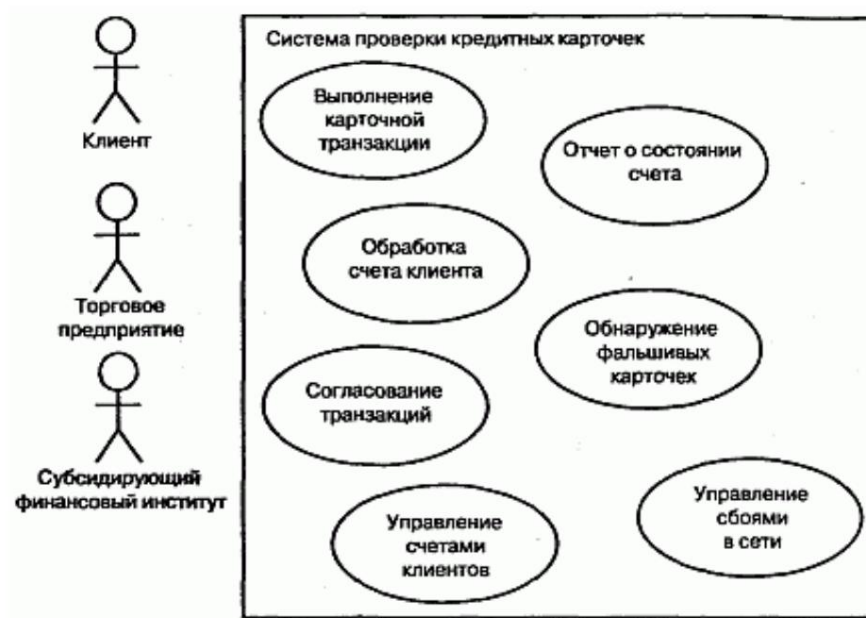 Система проверки кредитных карточек
Клиент
Торговое
предприятие
Субсидирующий
финансовый институт
Выполнение
карточной
транзакции
Отчет о состоянии
счета
Обработка
счета клиента
Обнаружение
фальшивых
карточек
Согласование
транзакций
Управление
счетами
клиентов
Управление
сбоями
в сети